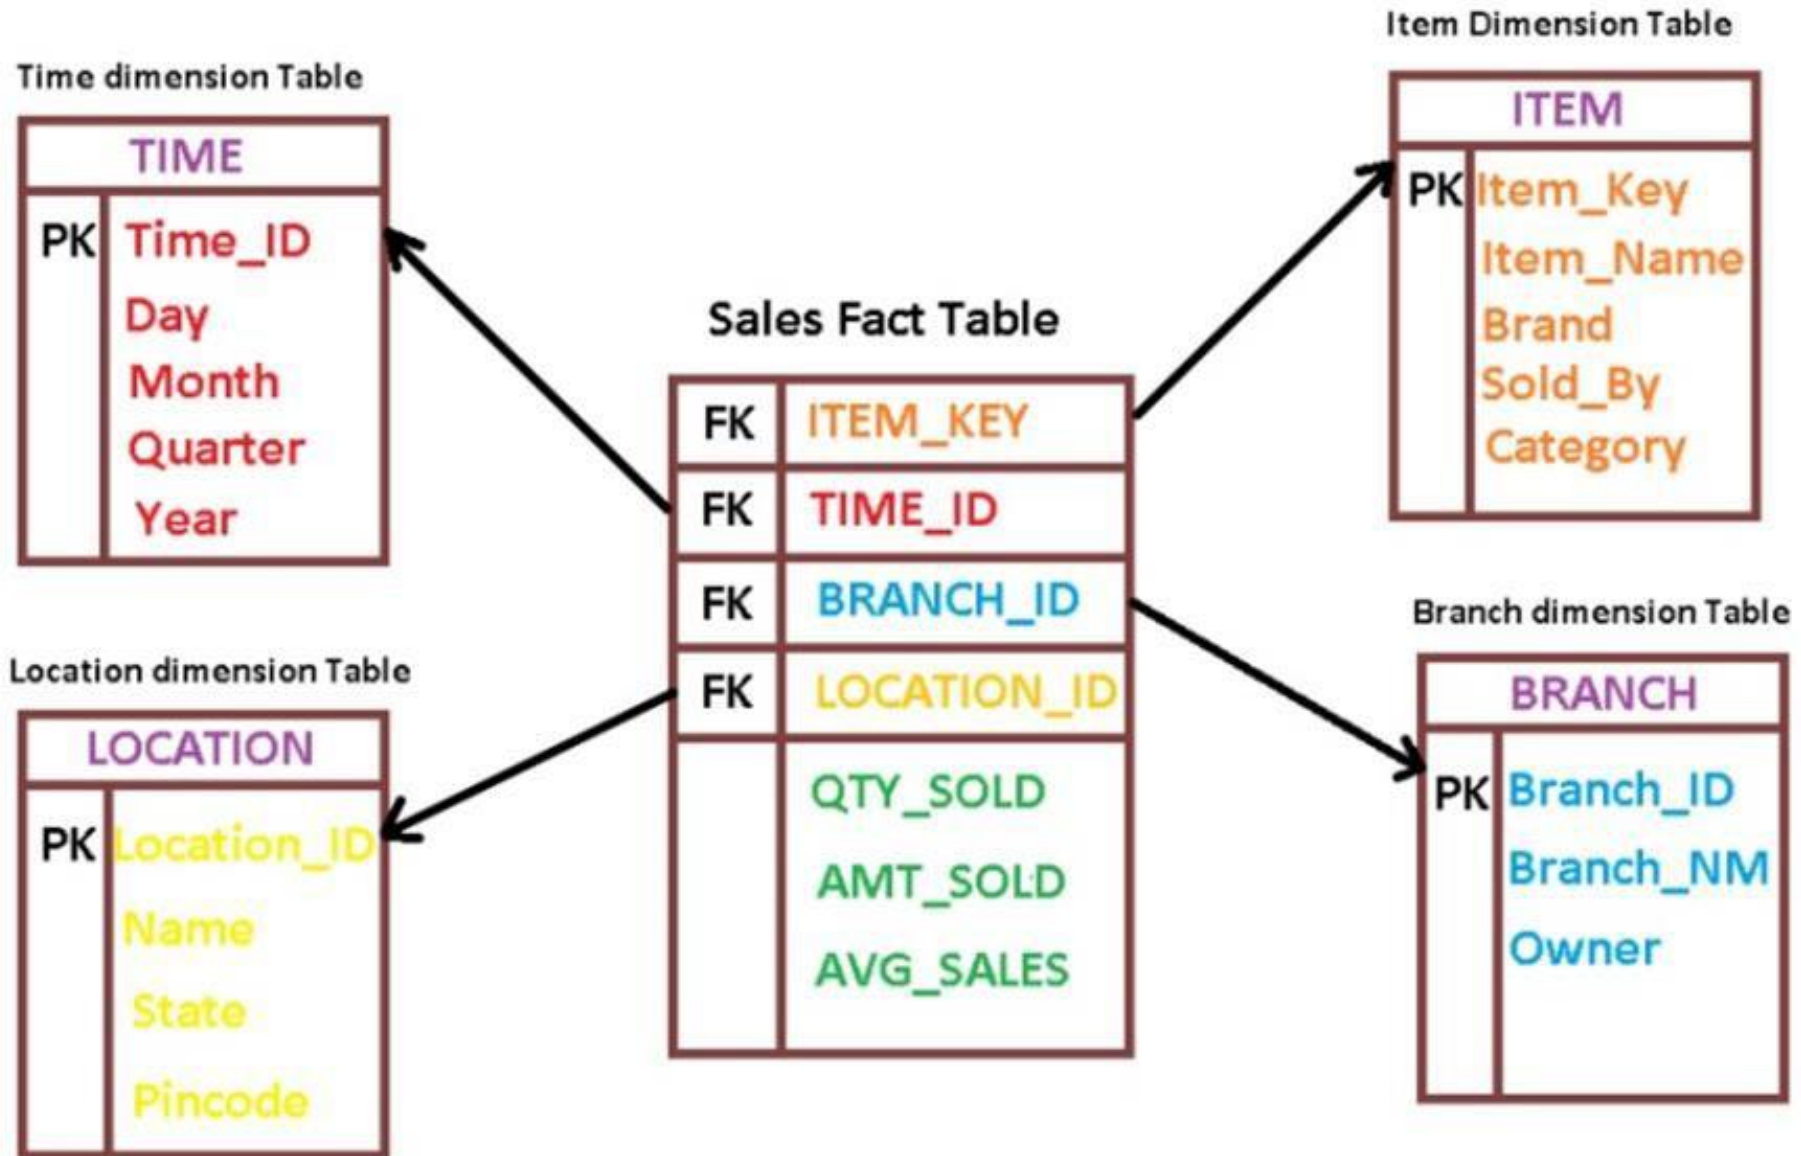 Time dimension Table
TIME
PK Time_ID
Day
Month
Quarter
Year
Location dimension Table
LOCATION
PK Location_ID
Name
State
Pincode
Sales Fact Table
FK ITEM_KEY
FK TIME_ID
FK BRANCH_ID
FK LOCATION_ID
QTY_SOLD
AMT_SOLD
AVG_SALES
Item Dimension Table
ITEM
PK Item_Key
Item_Name
Brand
Sold_By
Category
Branch dimension Table
BRANCH
PK Branch_ID
Branch_NM
Owner